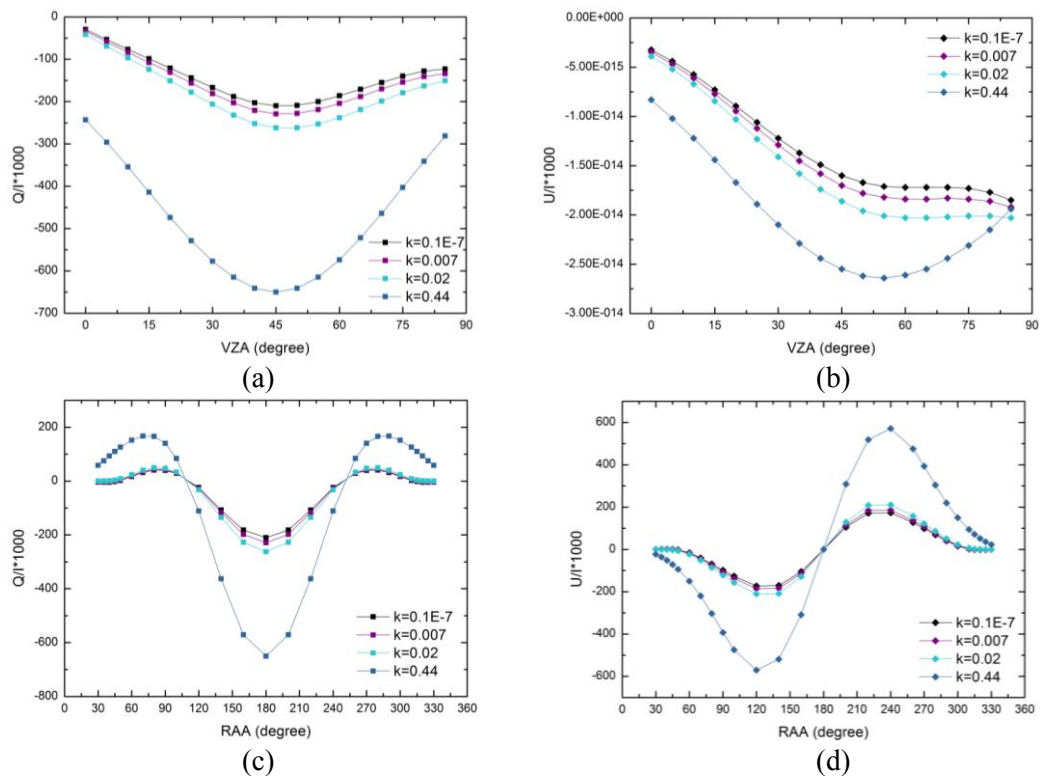 0
-100
-200
-300
-400
-500
-600
-700
Q/I*1000
0 15 30 45 60 75 90
VZA (degree)
k=0.1E-7
k=0.007
k=0.02
k=0.44
(a)
0.00E+000
-5.00E-015
-1.00E-014
-1.50E-014
-2.00E-014
-2.50E-014
-3.00E-014
U/I*1000
0 15 30 45 60 75 90
VZA (degree)
k=0.1E-7
k=0.007
k=0.02
k=0.44
(b)
200
0
-200
-400
-600
-800
Q/I*1000
0 30 60 90 120 150 180 210 240 270 300 330 360
RAA (degree)
k=0.1E-7
k=0.007
k=0.02
k=0.44
(c)
600
400
200
0
-200
-400
-600
U/I*1000
0 30 60 90 120 150 180 210 240 270 300 330 360
RAA (degree)
k=0.1E-7
k=0.007
k=0.02
k=0.44
(d)